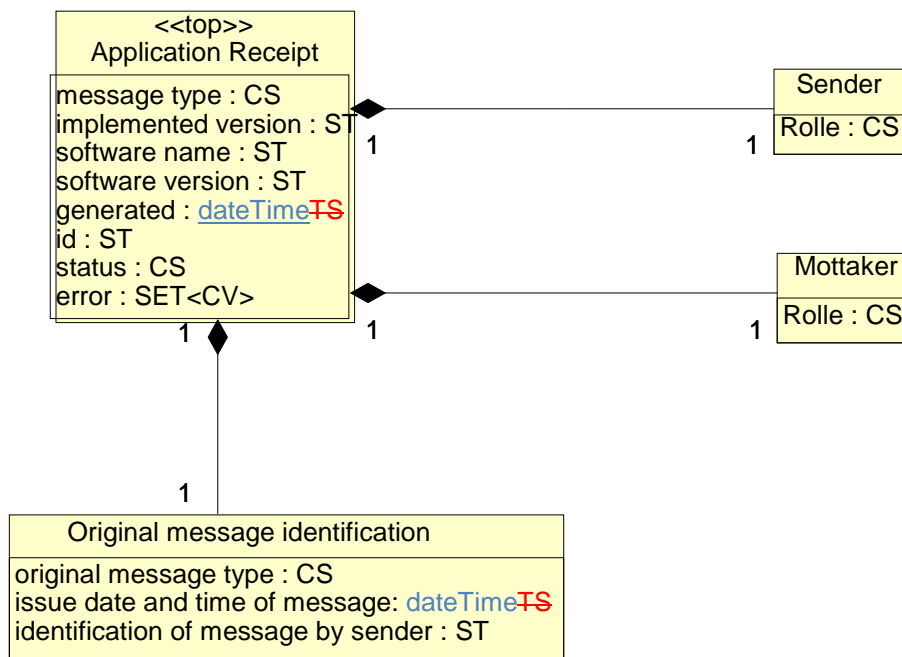 <<top>>
Application Receipt
message type : CS
implemented version : ST
software name : ST
software version : ST
generated : dateTimeTS
id : ST
status : CS
error : SET<CV>
Sender
Rolle : CS
1
1
Mottaker
Rolle : CS
1
1
1
1
Original message identification
original message type : CS
issue date and time of message: dateTimeTS
identification of message by sender : ST